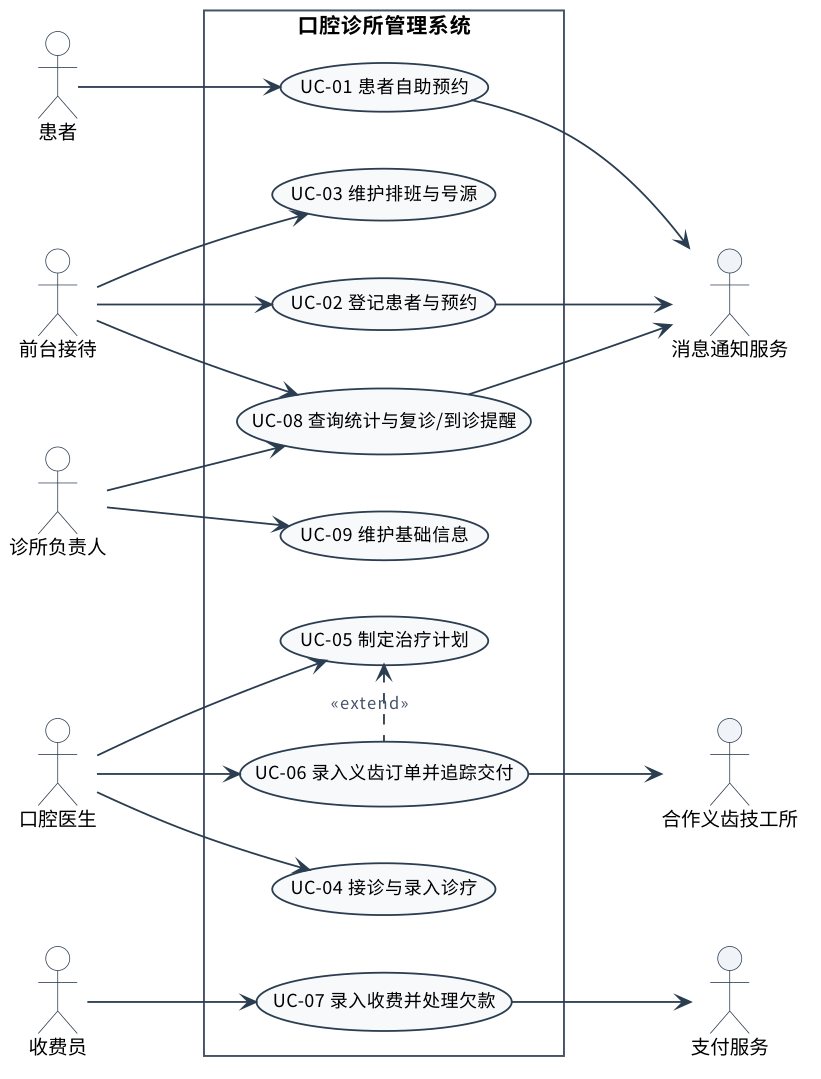 口腔诊所管理系统
UC-01 患者自助预约
患者
UC-03 维护排班与号源
UC-02 登记患者与预约
前台接待
消息通知服务
UC-08 查询统计与复诊/到诊提醒
UC-09 维护基础信息
诊所负责人
UC-05 制定治疗计划
«extend»
UC-06 录入义齿订单并追踪交付
口腔医生
合作义齿技工所
UC-04 接诊与录入诊疗
UC-07 录入收费并处理欠款
收费员
支付服务